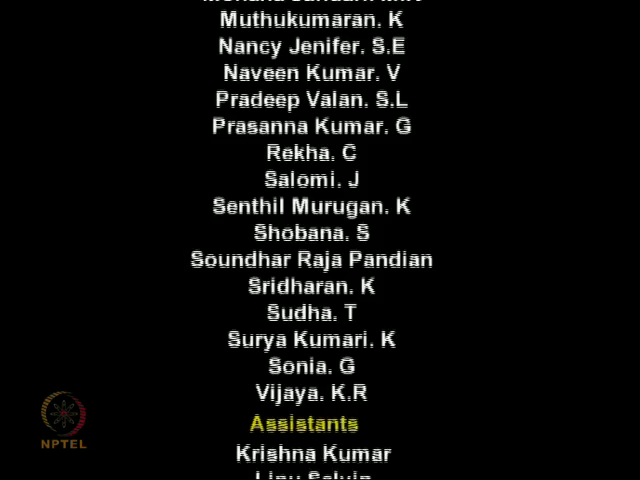 Muthukumaran. K
Nancy Jenifer. S.E
Naveen Kumar. V
Pradeep Valan. S.L
Prasanna Kumar. G
Rekha. C
Salomi. J
Senthil Murugan. K
Shobana. S
Soundhar Raja Pandian
Sridharan. K
Sudha. T
Surya Kumari. K
Sonia. G
Vijaya. K.R
Assistants
Krishna Kumar
NPTEL